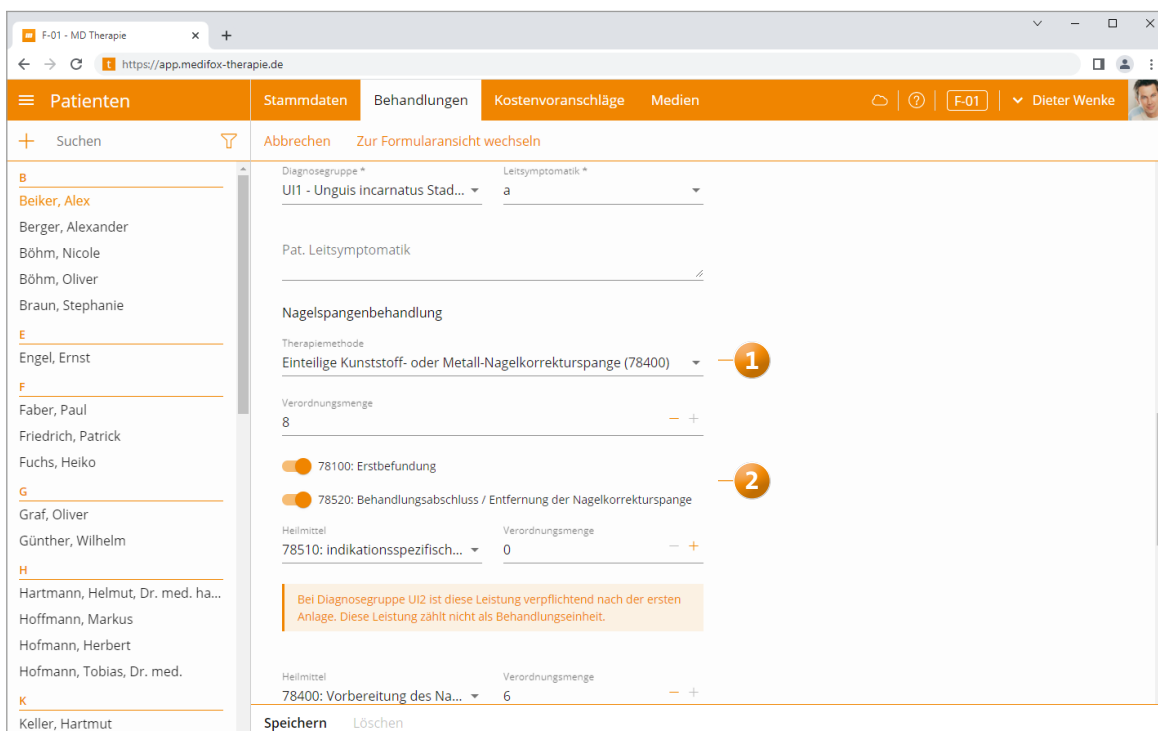 F-01 - MD Therapie
https://app.medifox-therapie.de
Patienten
Stammdaten Behandlungen Kostenvoranschläge Medien
F-01 Dieter Wenke
Suchen
Abbrechen Zur Formularansicht wechseln
B
Beiker, Alex
Berger, Alexander
Böhm, Nicole
Böhm, Oliver
Braun, Stephanie
E
Engel, Ernst
F
Faber, Paul
Friedrich, Patrick
Fuchs, Heiko
G
Graf, Oliver
Günther, Wilhelm
H
Hartmann, Helmut, Dr. med. ha...
Hoffmann, Markus
Hofmann, Herbert
Hofmann, Tobias, Dr. med.
K
Keller, Hartmut
Diagnosegruppe * Leitsymptomatik *
UI1 - Unguis incarnatus Stad... a
Pat. Leitsymptomatik
Nagelspangenbehandlung
Therapiemethode
Einteilige Kunststoff- oder Metall-Nagelkorrekturspange (78400)
1
Verordnungsmenge
8
78100: Erstbefundung
2
78520: Behandlungsabschluss / Entfernung der Nagelkorrekturspange
Heilmittel Verordnungsmenge
78510: indikationsspezifisch... 0
Bei Diagnosegruppe UI2 ist diese Leistung verpflichtend nach der ersten
Anlage. Diese Leistung zählt nicht als Behandlungseinheit.
Heilmittel Verordnungsmenge
78400: Vorbereitung des Na... 6
Speichern Löschen